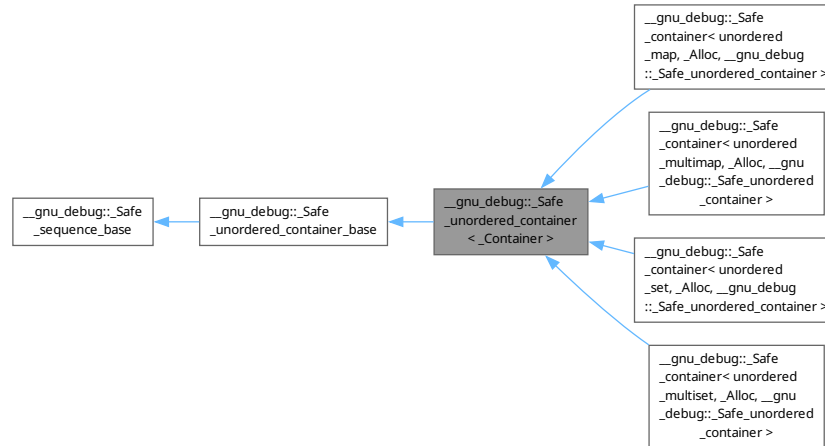 __gnu_debug::_Safe
_container< unordered
_map, _Alloc, __gnu_debug
::_Safe_unordered_container >
__gnu_debug::_Safe
_container< unordered
_multimap, _Alloc, __gnu
_debug::_Safe_unordered
_container >
__gnu_debug::_Safe
_sequence_base
__gnu_debug::_Safe
_unordered_container_base
__gnu_debug::_Safe
_unordered_container
< _Container >
__gnu_debug::_Safe
_container< unordered
_set, _Alloc, __gnu_debug
::_Safe_unordered_container >
__gnu_debug::_Safe
_container< unordered
_multiset, _Alloc, __gnu
_debug::_Safe_unordered
_container >